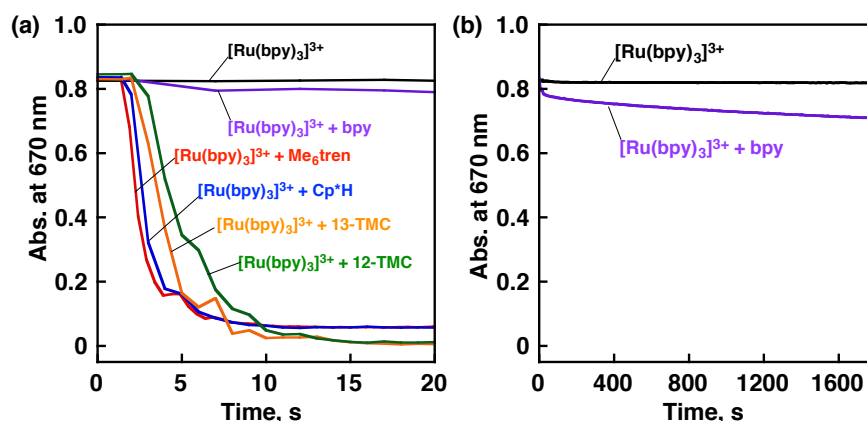 (a)
Abs. at 670 nm
1.0
0.8
0.6
0.4
0.2
0
[Ru(bpy)₃]³⁺
[Ru(bpy)₃]³⁺ + bpy
[Ru(bpy)₃]³⁺ + Me₆tren
[Ru(bpy)₃]³⁺ + Cp*H
[Ru(bpy)₃]³⁺ + 13-TMC
[Ru(bpy)₃]³⁺ + 12-TMC
0 5 10 15 20
Time, s
(b)
Abs. at 670 nm
1.0
0.8
0.6
0.4
0.2
0
[Ru(bpy)₃]³⁺
[Ru(bpy)₃]³⁺ + bpy
0 400 800 1200 1600
Time, s